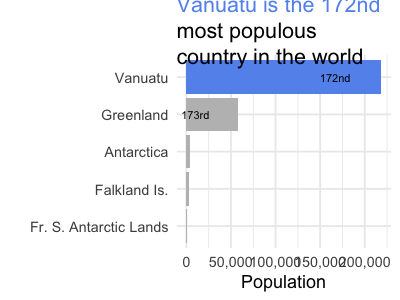 Vanuatu is the 172nd
most populous
country in the world
Vanuatu
172nd
Greenland
173rd
Antarctica
Falkland Is.
Fr. S. Antarctic Lands
0 50,000 100,000 150,000 200,000
Population